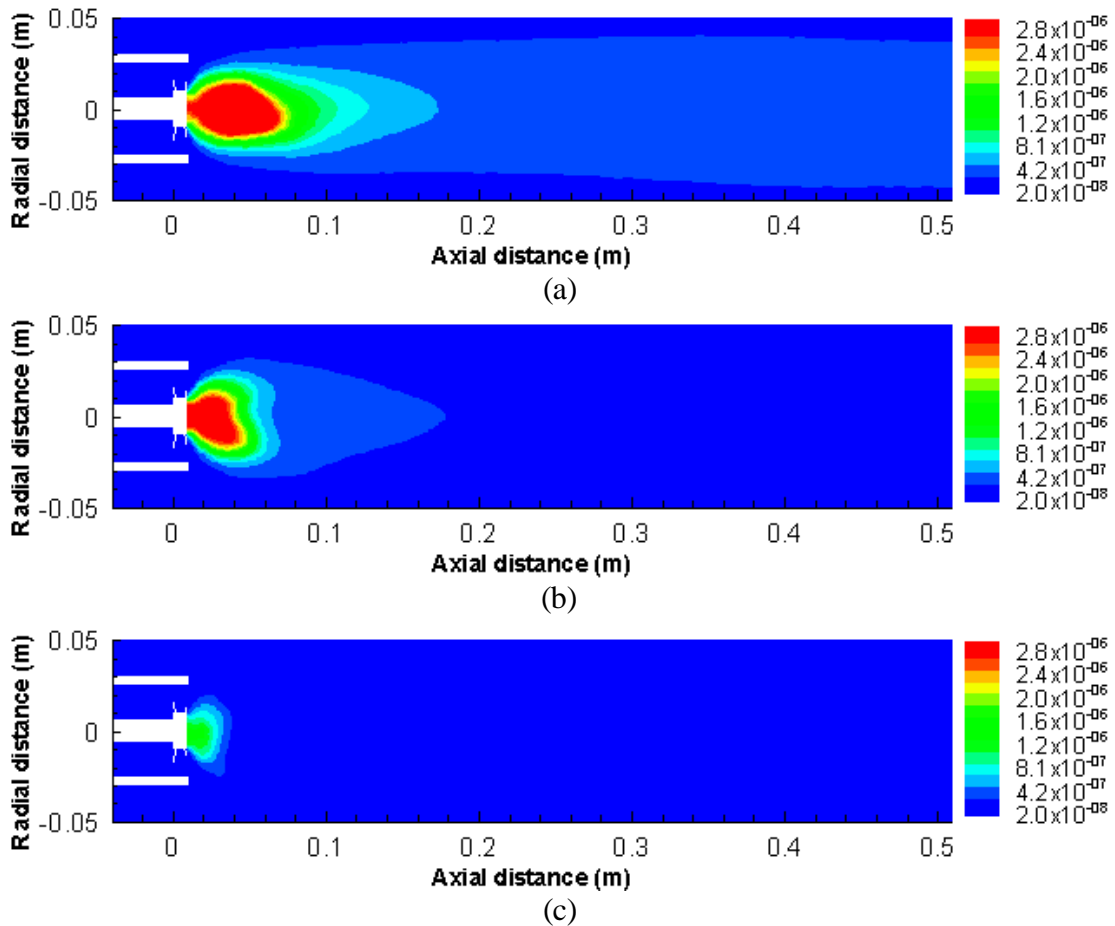 0.05
0
-0.05
Radial distance (m)
0 0.1 0.2 0.3 0.4 0.5
Axial distance (m)
2.8x10-06
2.4x10-06
2.0x10-06
1.6x10-06
1.2x10-06
8.1x10-07
4.2x10-07
2.0x10-08
(a)
0.05
0
-0.05
Radial distance (m)
0 0.1 0.2 0.3 0.4 0.5
Axial distance (m)
2.8x10-06
2.4x10-06
2.0x10-06
1.6x10-06
1.2x10-06
8.1x10-07
4.2x10-07
2.0x10-08
(b)
0.05
0
-0.05
Radial distance (m)
0 0.1 0.2 0.3 0.4 0.5
Axial distance (m)
2.8x10-06
2.4x10-06
2.0x10-06
1.6x10-06
1.2x10-06
8.1x10-07
4.2x10-07
2.0x10-08
(c)